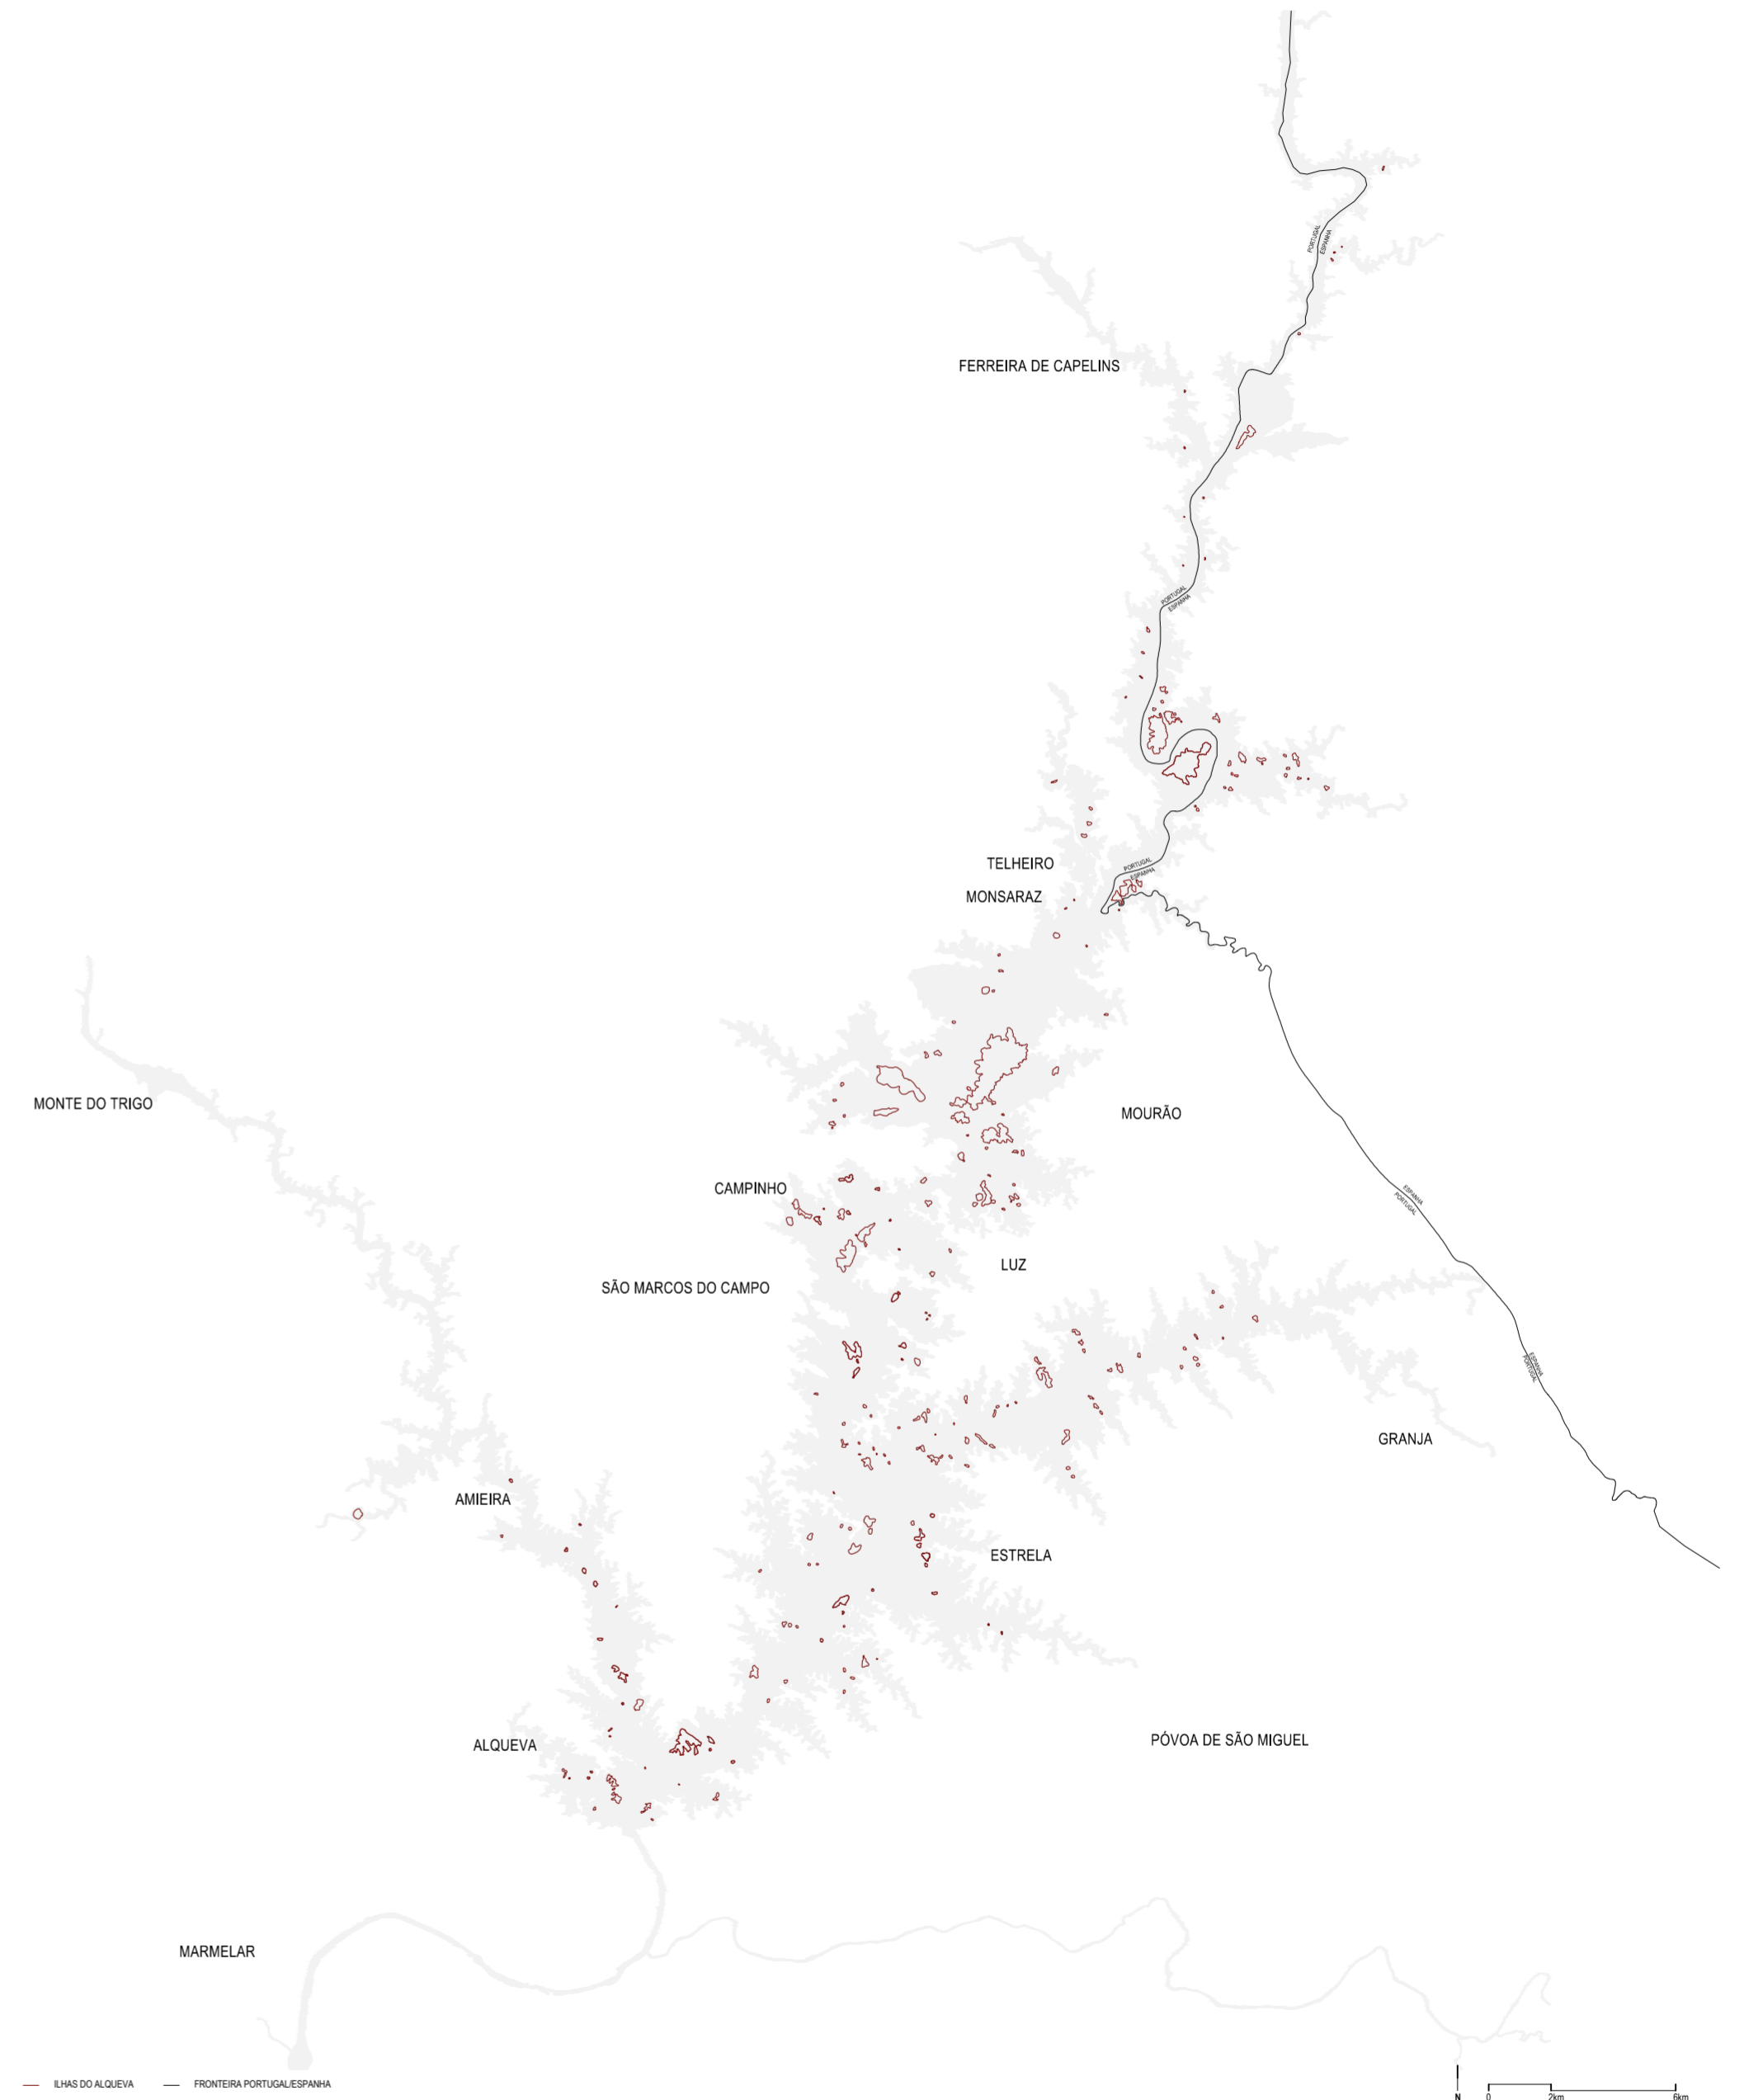 PORTUGAL
ESPANHA
FERREIRA DE CAPELINS
PORTUGAL
ESPANHA
TELHEIRO
PORTUGAL
ESPANHA
MONSARAZ
MONTE DO TRIGO
MOURÃO
CAMPINHO
ESPANHA
PORTUGAL
LUZ
SÃO MARCOS DO CAMPO
ESPANHA
PORTUGAL
GRANJA
AMIEIRA
ESTRELA
PÓVOA DE SÃO MIGUEL
ALQUEVA
MARMELAR
ILHAS DO ALQUEVA
FRONTEIRA PORTUGAL/ESPANHA
N
0 2km 6km